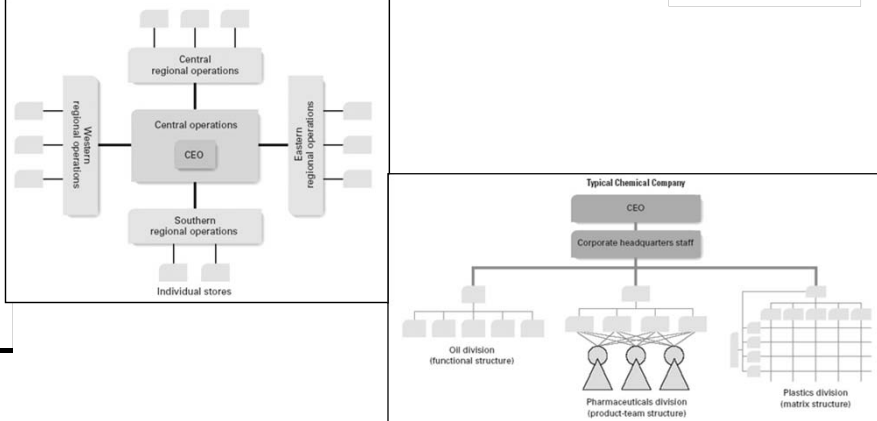 Central
regional operations
Western
regional operations
Central operations
CEO
Eastern
regional operations
Southern
regional operations
Individual stores
Typical Chemical Company
CEO
Corporate headquarters staff
Oil division
(functional structure)
Pharmaceuticals division
(product-team structure)
Plastics division
(matrix structure)